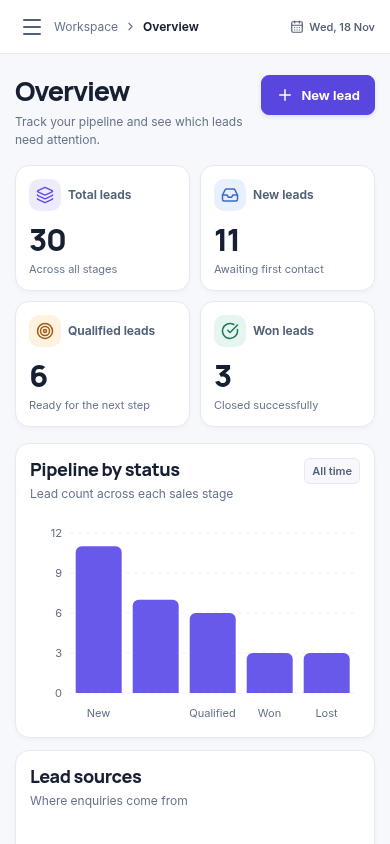 Workspace > Overview
Wed, 18 Nov
Overview
New lead
Track your pipeline and see which leads
need attention.
Total leads
30
Across all stages
New leads
11
Awaiting first contact
Qualified leads
6
Ready for the next step
Won leads
3
Closed successfully
Pipeline by status
All time
Lead count across each sales stage
12
9
6
3
0
New
Qualified
Won
Lost
Lead sources
Where enquiries come from